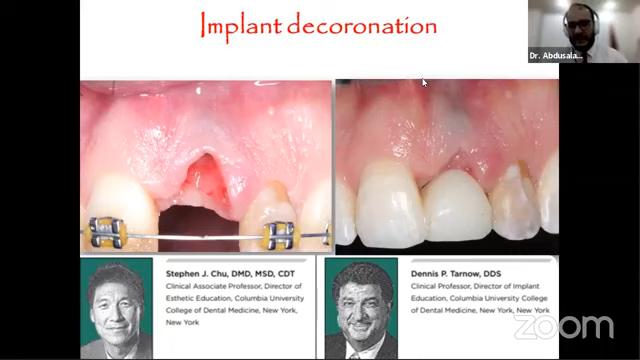 Implant decoronation
Dr. Abdusala...
Stephen J. Chu, DMD, MSD, CDT
Clinical Associate Professor, Director of
Esthetic Education, Columbia University
College of Dental Medicine, New York,
New York
Dennis P. Tarnow, DDS
Clinical Professor, Director of Implant
Education, Columbia University College
of Dental Medicine, New York, New York
zoom